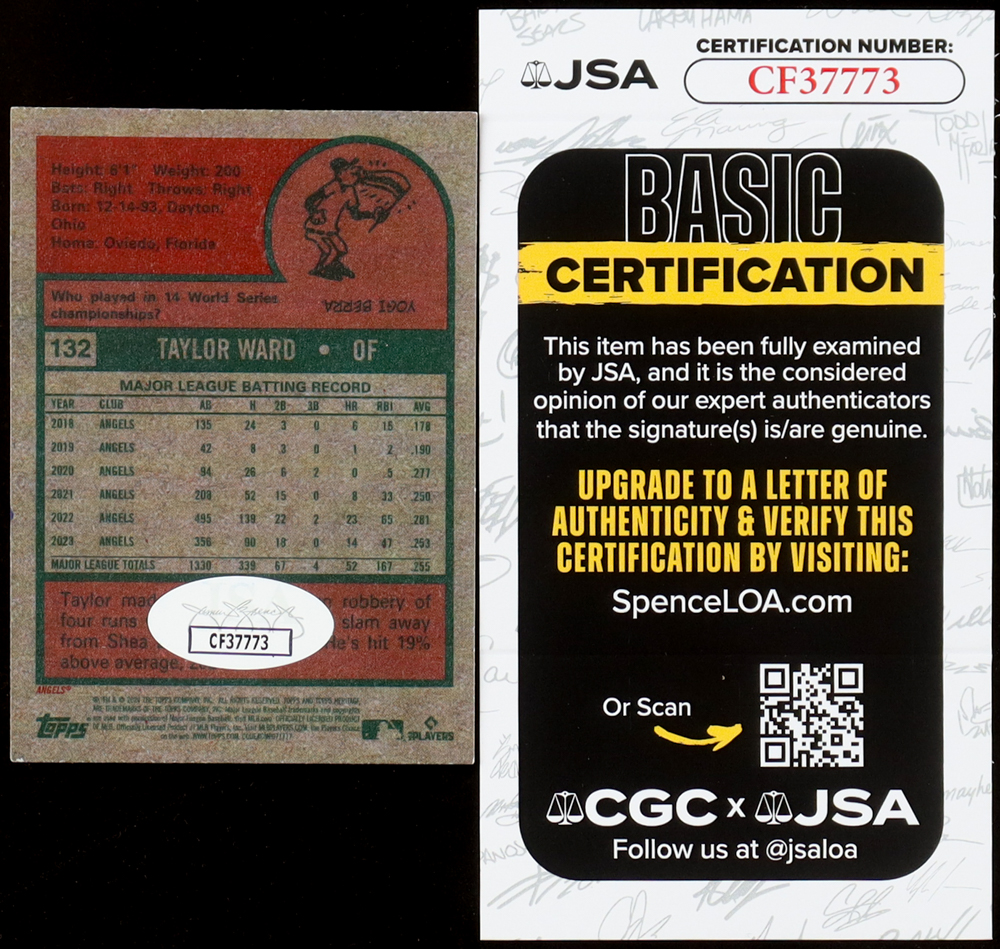 Height: 6'1" Weight: 200
Bats: Right Throws: Right
Born: 12-14-93, Dayton,
Ohio
Home: Oviedo, Florida
Who played in 14 World Series
championships?
YOGI BERRA
132 TAYLOR WARD • OF
MAJOR LEAGUE BATTING RECORD
YEAR CLUB AB H 2B 3B HR RBI AVG
2018 ANGELS 135 24 3 0 6 15 .178
2019 ANGELS 42 8 3 0 1 2 .190
2020 ANGELS 94 26 6 2 0 5 .277
2021 ANGELS 208 52 15 0 8 33 .250
2022 ANGELS 495 139 22 2 23 65 .281
2023 ANGELS 356 90 18 0 14 47 .253
MAJOR LEAGUE TOTALS 1330 339 67 4 52 167 .255
Taylor robbery of
four runs slam away
from Shea He's hit 19%
above average,
CF37773
ANGELS®
topps
PLAYERS
JSA
CERTIFICATION NUMBER:
CF37773
BASIC
CERTIFICATION
This item has been fully examined
by JSA, and it is the considered
opinion of our expert authenticators
that the signature(s) is/are genuine.
UPGRADE TO A LETTER OF
AUTHENTICITY & VERIFY THIS
CERTIFICATION BY VISITING:
SpenceLOA.com
Or Scan
CGC x JSA
Follow us at @jsaloa